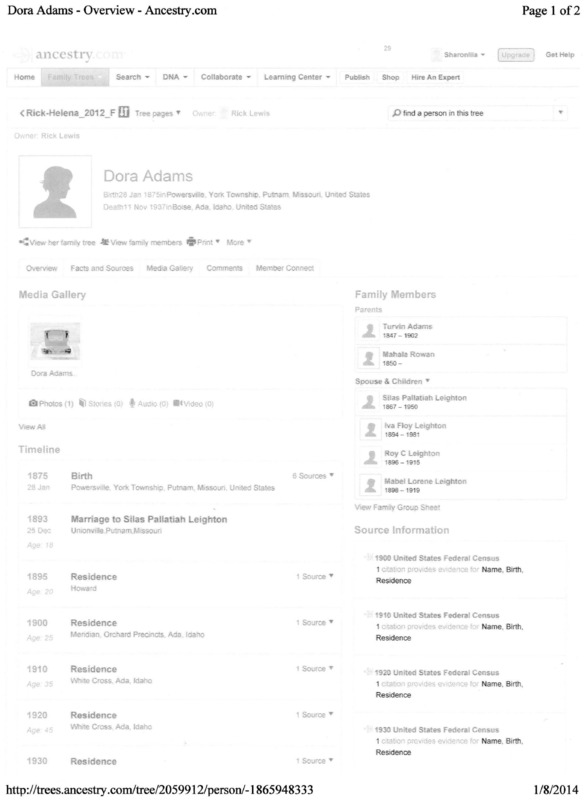 Dora Adams - Overview - Ancestry.com Page 1 of 2
ancestry.com
29
Sharonlila
Upgrade
Get Help
Home Family Trees Search DNA Collaborate Learning Center Publish Shop Hire An Expert
Rick-Helena_2012_F Tree pages Owner: Rick Lewis find a person in this tree
Owner: Rick Lewis
Dora Adams
Birth28 Jan 1875inPowersville, York Township, Putnam, Missouri, United States
Death11 Nov 1937inBoise, Ada, Idaho, United States
View her family tree View family members Print More
Overview Facts and Sources Media Gallery Comments Member Connect
Media Gallery
Dora Adams..
Photos (1) Stories (0) Audio (0) Video (0)
View All
Timeline
1875 Birth 6 Sources
28 Jan Powersville, York Township, Putnam, Missouri, United States
1893 Marriage to Silas Pallatiah Leighton
25 Dec Unionville,Putnam,Missouri
Age: 18
1895 Residence 1 Source
Age: 20 Howard
1900 Residence 1 Source
Age: 25 Meridian, Orchard Precincts, Ada, Idaho
1910 Residence 1 Source
Age: 35 White Cross, Ada, Idaho
1920 Residence 1 Source
Age: 45 White Cross, Ada, Idaho
1930 Residence 1 Source
Family Members
Parents
Turvin Adams
1847 – 1902
Mahala Rowan
1850 –
Spouse & Children
Silas Pallatiah Leighton
1867 – 1950
Iva Floy Leighton
1894 – 1981
Roy C Leighton
1896 – 1915
Mabel Lorene Leighton
1898 – 1919
View Family Group Sheet
Source Information
1900 United States Federal Census
1 citation provides evidence for Name, Birth,
Residence
1910 United States Federal Census
1 citation provides evidence for Name, Birth,
Residence
1920 United States Federal Census
1 citation provides evidence for Name, Birth,
Residence
1930 United States Federal Census
1 citation provides evidence for Name, Birth,
Residence
http://trees.ancestry.com/tree/2059912/person/-1865948333 1/8/2014